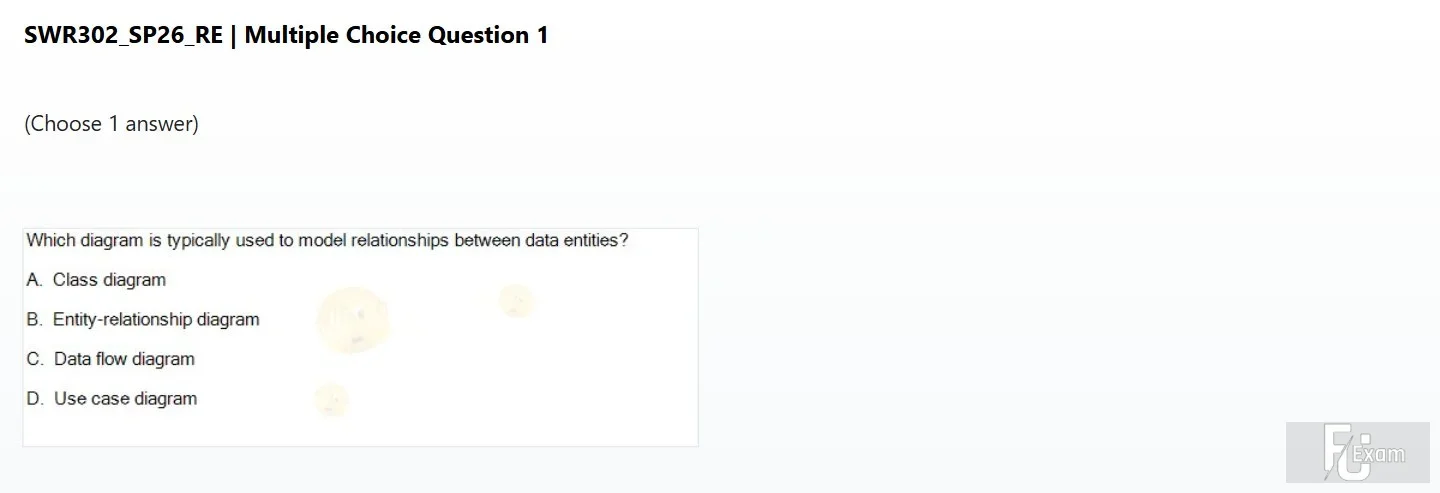 SWR302_SP26_RE | Multiple Choice Question 1
(Choose 1 answer)
Which diagram is typically used to model relationships between data entities?
A. Class diagram
B. Entity-relationship diagram
C. Data flow diagram
D. Use case diagram
Exam